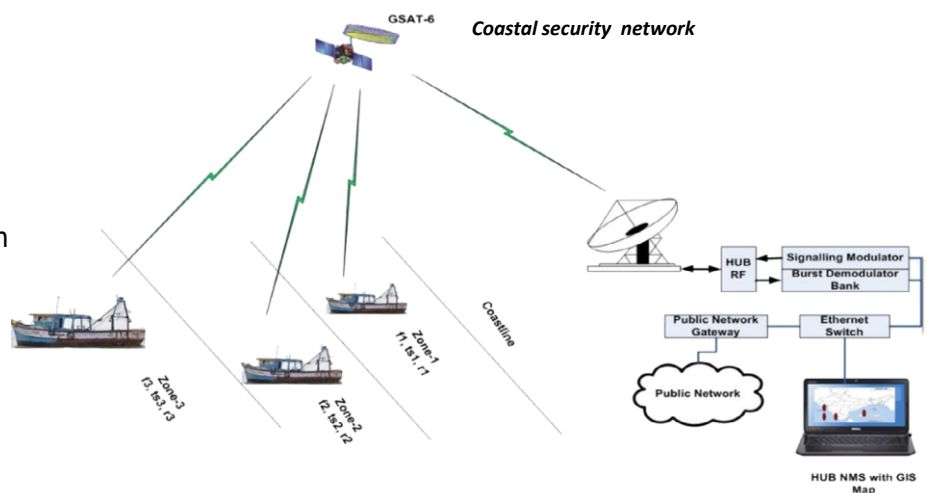 GSAT-6
Coastal security network
Signalling Modulator
HUB
RF
Burst Demodulator
Bank
Coastline
Zone-1
f1, ts1, r1
Public Network
Gateway
Ethernet
Switch
Zone-2
f2, ts2, r2
Zone-3
f3, ts3, r3
Public Network
HUB NMS with GIS
Map